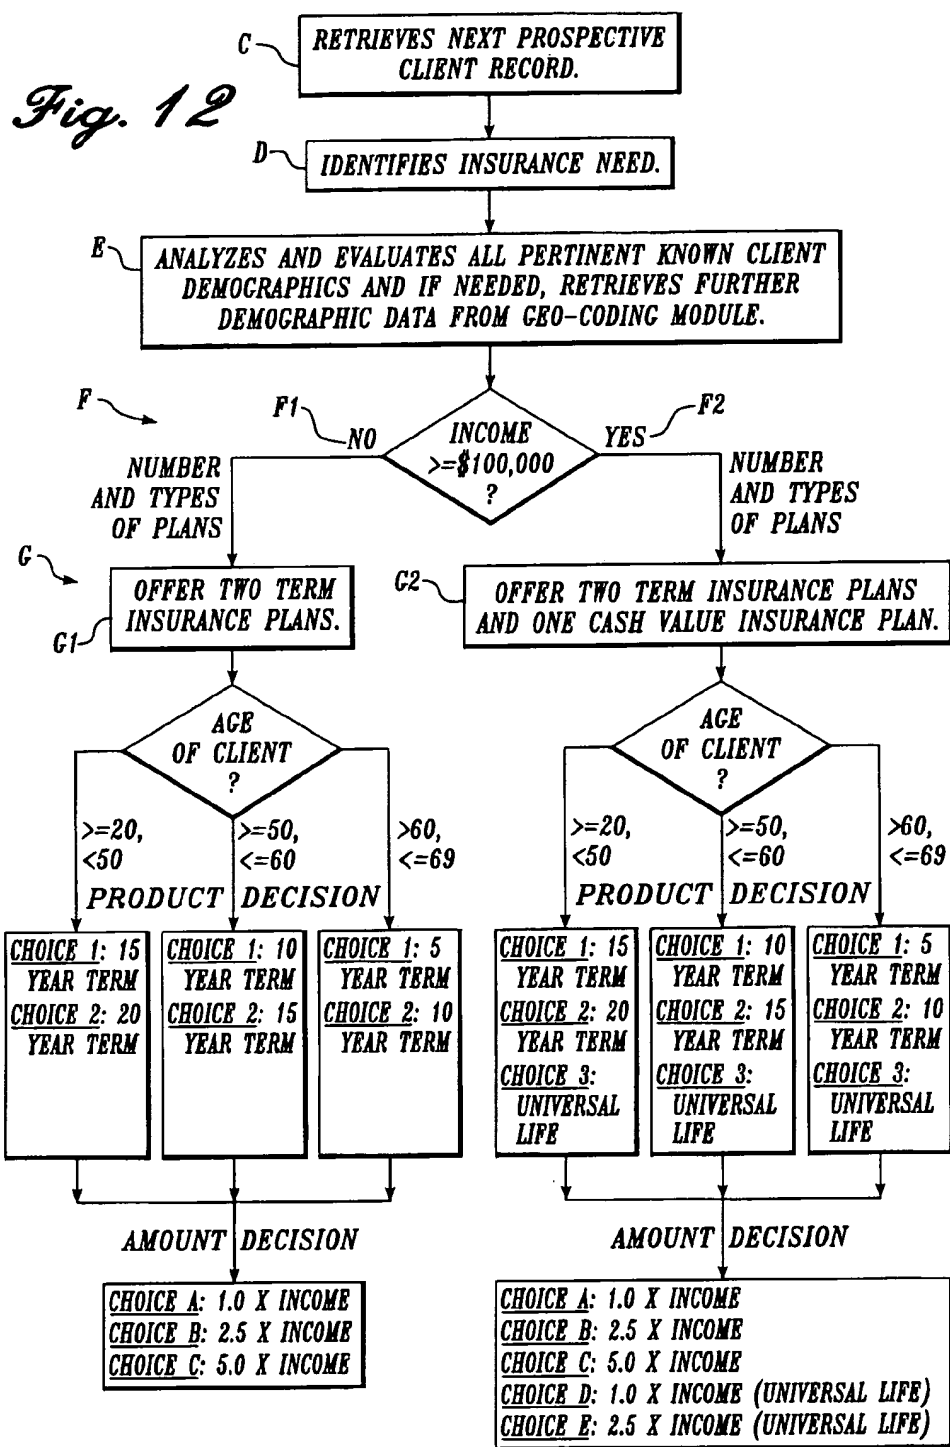 Fig. 12
C
RETRIEVES NEXT PROSPECTIVE
CLIENT RECORD.
D
IDENTIFIES INSURANCE NEED.
E
ANALYZES AND EVALUATES ALL PERTINENT KNOWN CLIENT
DEMOGRAPHICS AND IF NEEDED, RETRIEVES FURTHER
DEMOGRAPHIC DATA FROM GEO-CODING MODULE.
F
F1
NO
INCOME
>=$100,000
?
F2
YES
NUMBER
AND TYPES
OF PLANS
NUMBER
AND TYPES
OF PLANS
G
G1
OFFER TWO TERM
INSURANCE PLANS.
G2
OFFER TWO TERM INSURANCE PLANS
AND ONE CASH VALUE INSURANCE PLAN.
AGE
OF CLIENT
?
>=20,
<50
>=50,
<=60
>60,
<=69
PRODUCT DECISION
CHOICE 1: 15
YEAR TERM
CHOICE 2: 20
YEAR TERM
CHOICE 1: 10
YEAR TERM
CHOICE 2: 15
YEAR TERM
CHOICE 1: 5
YEAR TERM
CHOICE 2: 10
YEAR TERM
AMOUNT DECISION
CHOICE A: 1.0 X INCOME
CHOICE B: 2.5 X INCOME
CHOICE C: 5.0 X INCOME
AGE
OF CLIENT
?
>=20,
<50
>=50,
<=60
>60,
<=69
PRODUCT DECISION
CHOICE 1: 15
YEAR TERM
CHOICE 2: 20
YEAR TERM
CHOICE 3:
UNIVERSAL
LIFE
CHOICE 1: 10
YEAR TERM
CHOICE 2: 15
YEAR TERM
CHOICE 3:
UNIVERSAL
LIFE
CHOICE 1: 5
YEAR TERM
CHOICE 2: 10
YEAR TERM
CHOICE 3:
UNIVERSAL
LIFE
AMOUNT DECISION
CHOICE A: 1.0 X INCOME
CHOICE B: 2.5 X INCOME
CHOICE C: 5.0 X INCOME
CHOICE D: 1.0 X INCOME (UNIVERSAL LIFE)
CHOICE E: 2.5 X INCOME (UNIVERSAL LIFE)